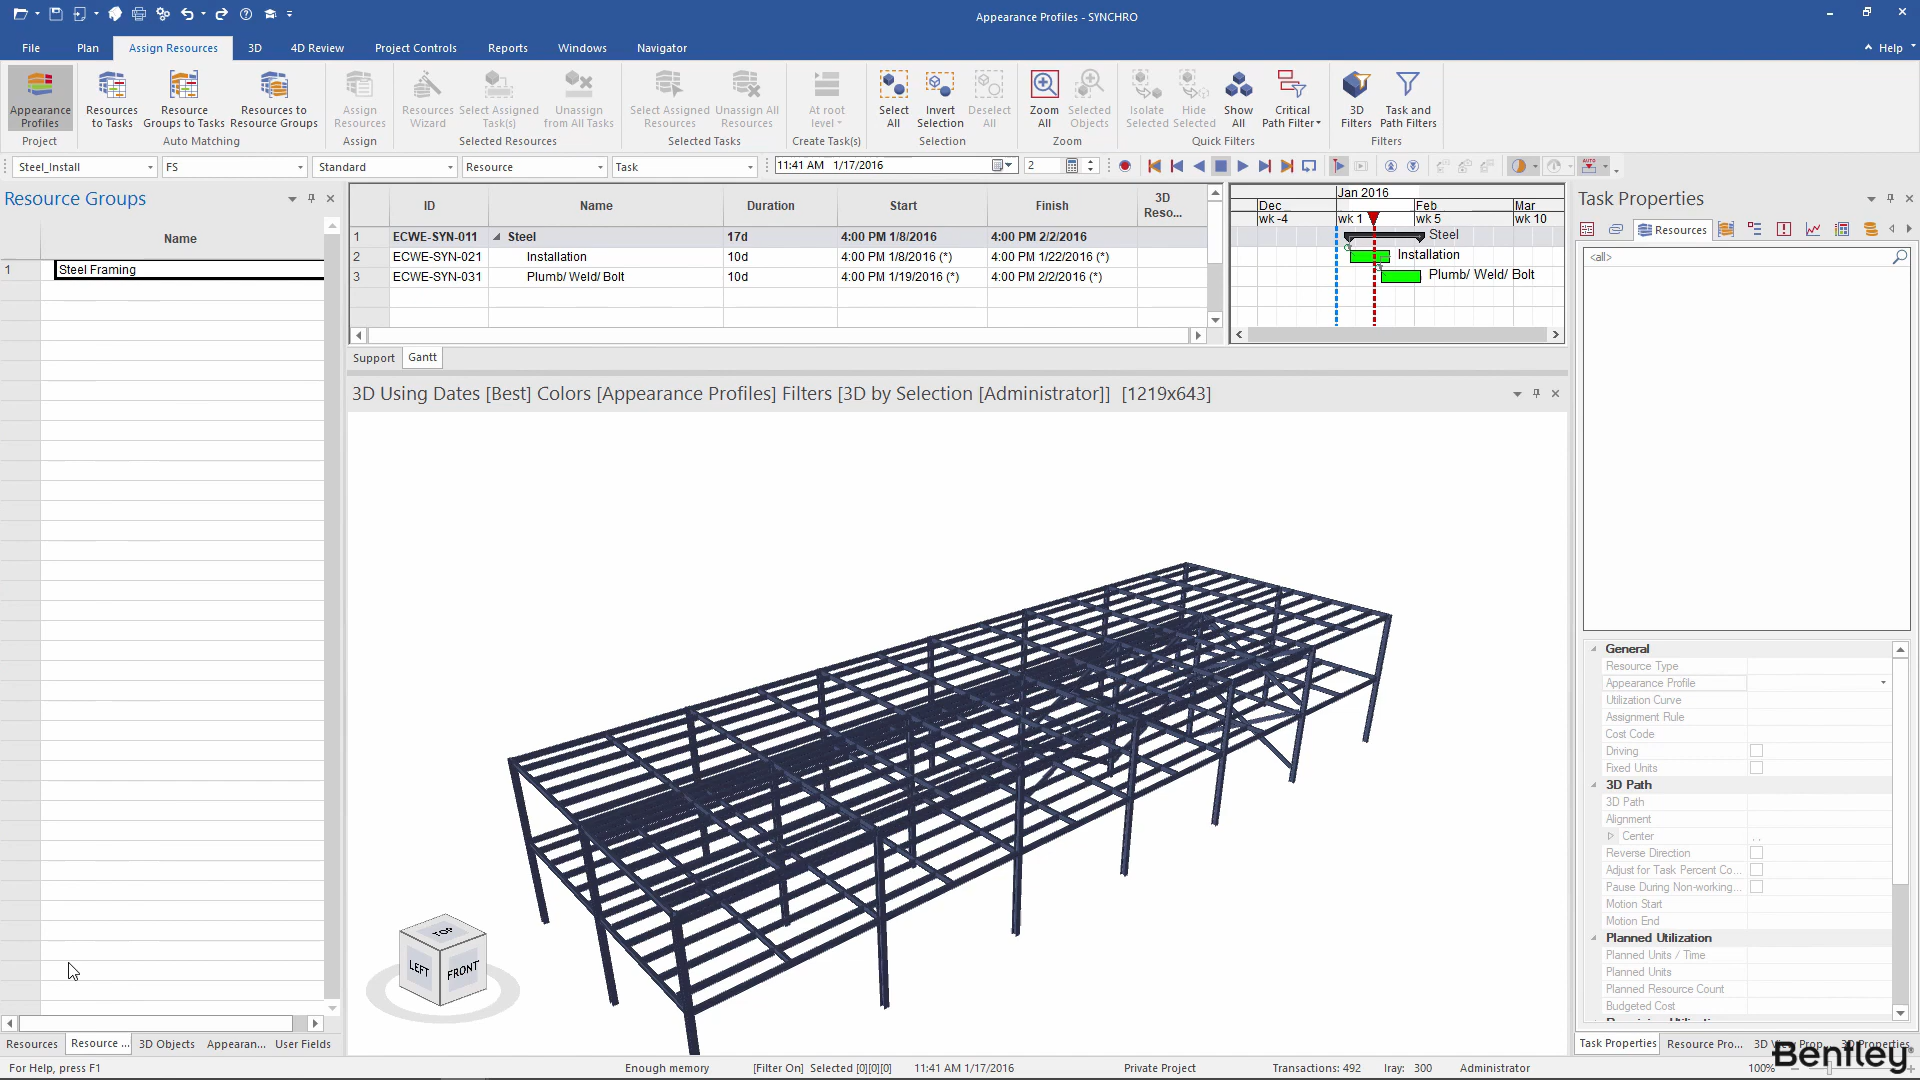 Appearance Profiles - SYNCHRO
File Plan Assign Resources 3D 4D Review Project Controls Reports Windows Navigator Help
Appearance Profiles
Resources to Tasks
Resource Groups to Tasks
Resources to Resource Groups
Assign Resources
Resources Wizard
Select Assigned Task(s)
Unassign from All Tasks
Select Assigned Resources
Unassign All Resources
At root level
Select All
Invert Selection
Deselect All
Zoom All
Selected Objects
Isolate Selected
Hide Selected
Show All
Critical Path Filter
3D Filters
Task and Path Filters
Project Auto Matching Assign Selected Resources Selected Tasks Create Task(s) Selection Zoom Quick Filters Filters
Steel_Install FS Standard Resource Task 11:41 AM 1/17/2016 2 AUTO
Resource Groups
Name
1 Steel Framing
ID Name Duration Start Finish 3D Reso...
1 ECWE-SYN-011 Steel 17d 4:00 PM 1/8/2016 4:00 PM 2/2/2016
2 ECWE-SYN-021 Installation 10d 4:00 PM 1/8/2016 (*) 4:00 PM 1/22/2016 (*)
3 ECWE-SYN-031 Plumb/ Weld/ Bolt 10d 4:00 PM 1/19/2016 (*) 4:00 PM 2/2/2016 (*)
Jan 2016
Dec Feb Mar
wk -4 wk 1 wk 5 wk 10
Steel
Installation
Plumb/ Weld/ Bolt
Support Gantt
3D Using Dates [Best] Colors [Appearance Profiles] Filters [3D by Selection [Administrator]] [1219x643]
TOP
LEFT FRONT
Task Properties
Resources
<all>
General
Resource Type
Appearance Profile
Utilization Curve
Assignment Rule
Cost Code
Driving
Fixed Units
3D Path
3D Path
Alignment
Center , ,
Reverse Direction
Adjust for Task Percent Co...
Pause During Non-working...
Motion Start
Motion End
Planned Utilization
Planned Units / Time
Planned Units
Planned Resource Count
Budgeted Cost
Resources Resource ... 3D Objects Appearan... User Fields
Task Properties Resource Pro... 3D View Prop... 3D Properties
For Help, press F1 Enough memory [Filter On] Selected [0][0][0] 11:41 AM 1/17/2016 Private Project Transactions: 492 Iray: 300 Administrator 100%
Bentley